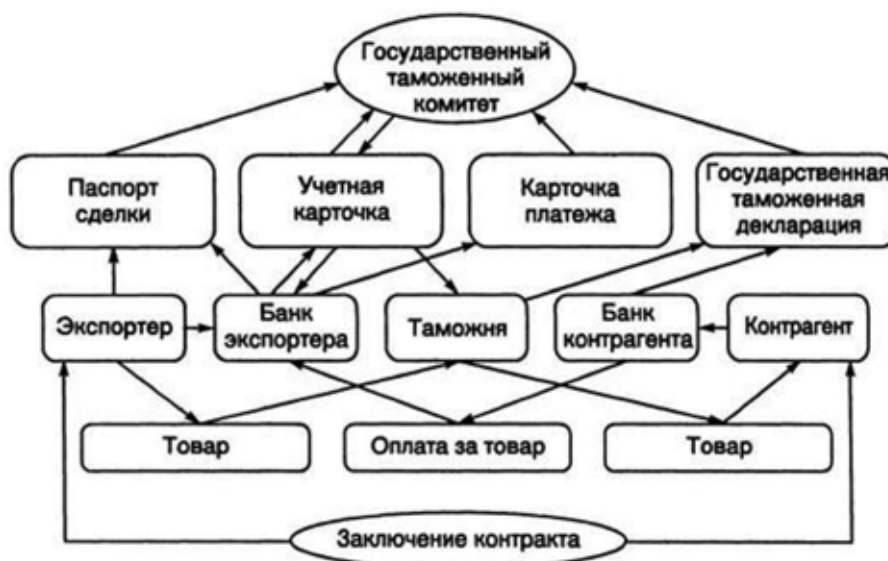 Государственный
таможенный
комитет
Паспорт
сделки
Учетная
карточка
Карточка
платежа
Государственная
таможенная
декларация
Экспортер
Банк
экспортера
Таможня
Банк
контрагента
Контрагент
Товар
Оплата за товар
Товар
Заключение контракта